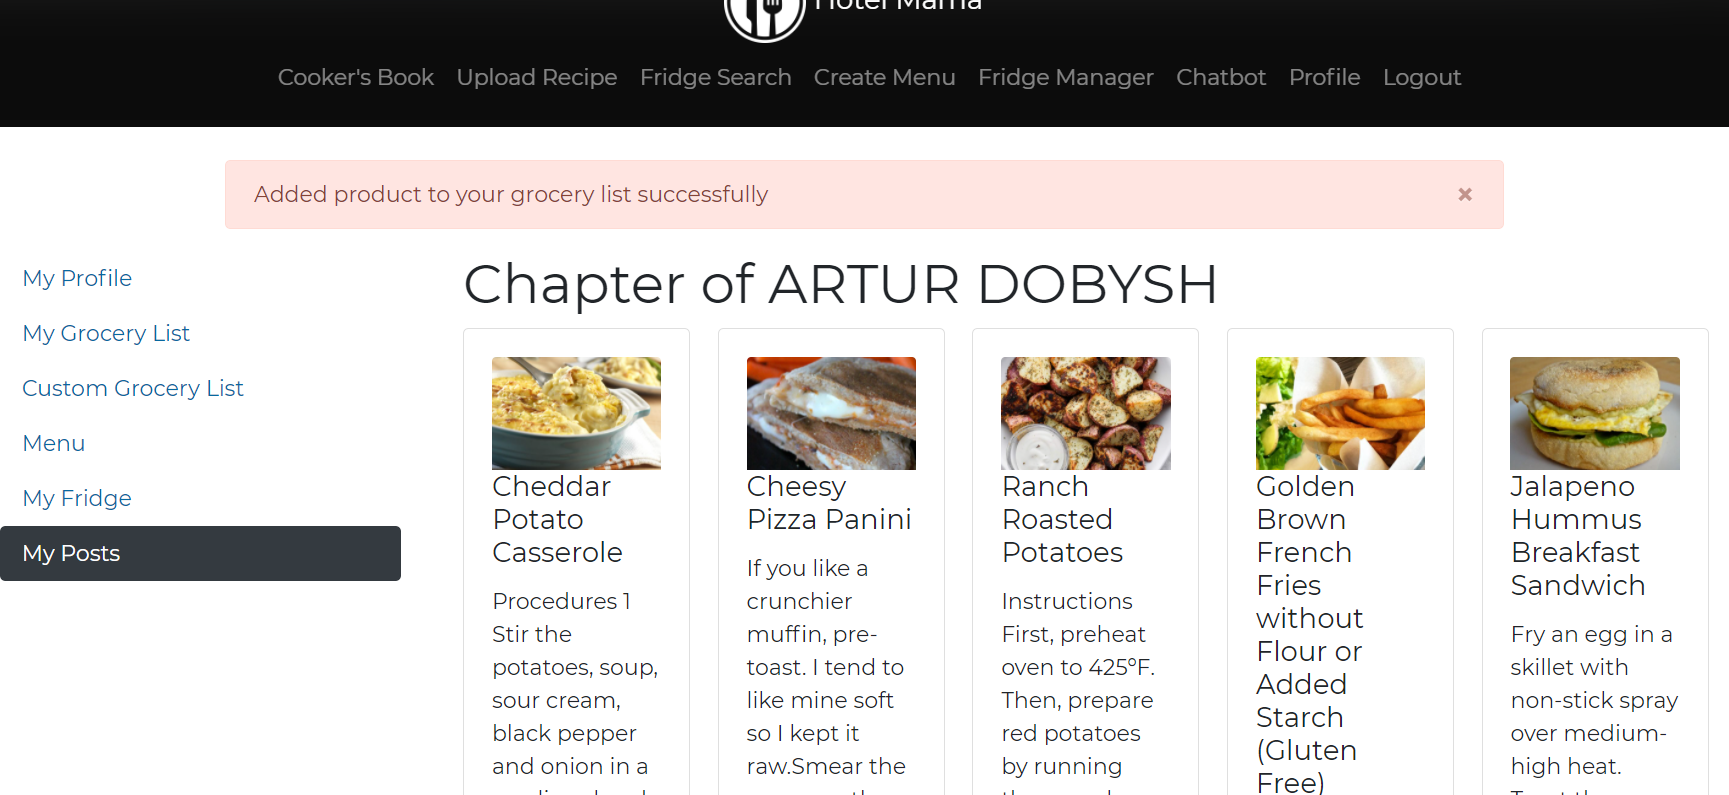 Hotel Mama
Cooker's Book Upload Recipe Fridge Search Create Menu Fridge Manager Chatbot Profile Logout
Added product to your grocery list successfully ×
My Profile
My Grocery List
Custom Grocery List
Menu
My Fridge
My Posts
Chapter of ARTUR DOBYSH
Cheddar
Potato
Casserole
Procedures 1
Stir the
potatoes, soup,
sour cream,
black pepper
and onion in a
Cheesy
Pizza Panini
If you like a
crunchier
muffin, pre-
toast. I tend to
like mine soft
so I kept it
raw.Smear the
Ranch
Roasted
Potatoes
Instructions
First, preheat
oven to 425°F.
Then, prepare
red potatoes
by running
Golden
Brown
French
Fries
without
Flour or
Added
Starch
(Gluten
Free)
Jalapeno
Hummus
Breakfast
Sandwich
Fry an egg in a
skillet with
non-stick spray
over medium-
high heat.